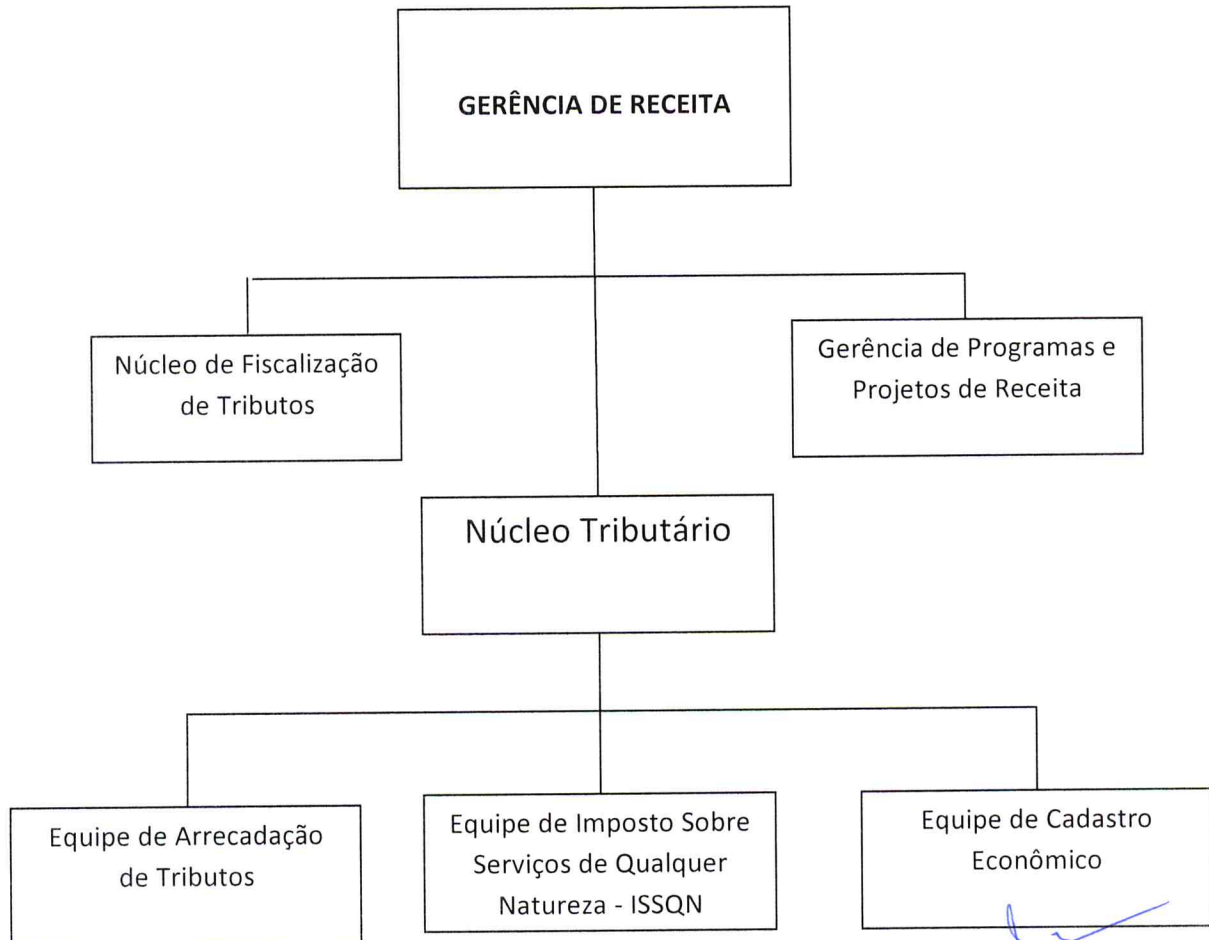 GERÊNCIA DE RECEITA
Núcleo de Fiscalização
de Tributos
Gerência de Programas e
Projetos de Receita
Núcleo Tributário
Equipe de Arrecadação
de Tributos
Equipe de Imposto Sobre
Serviços de Qualquer
Natureza - ISSQN
Equipe de Cadastro
Econômico